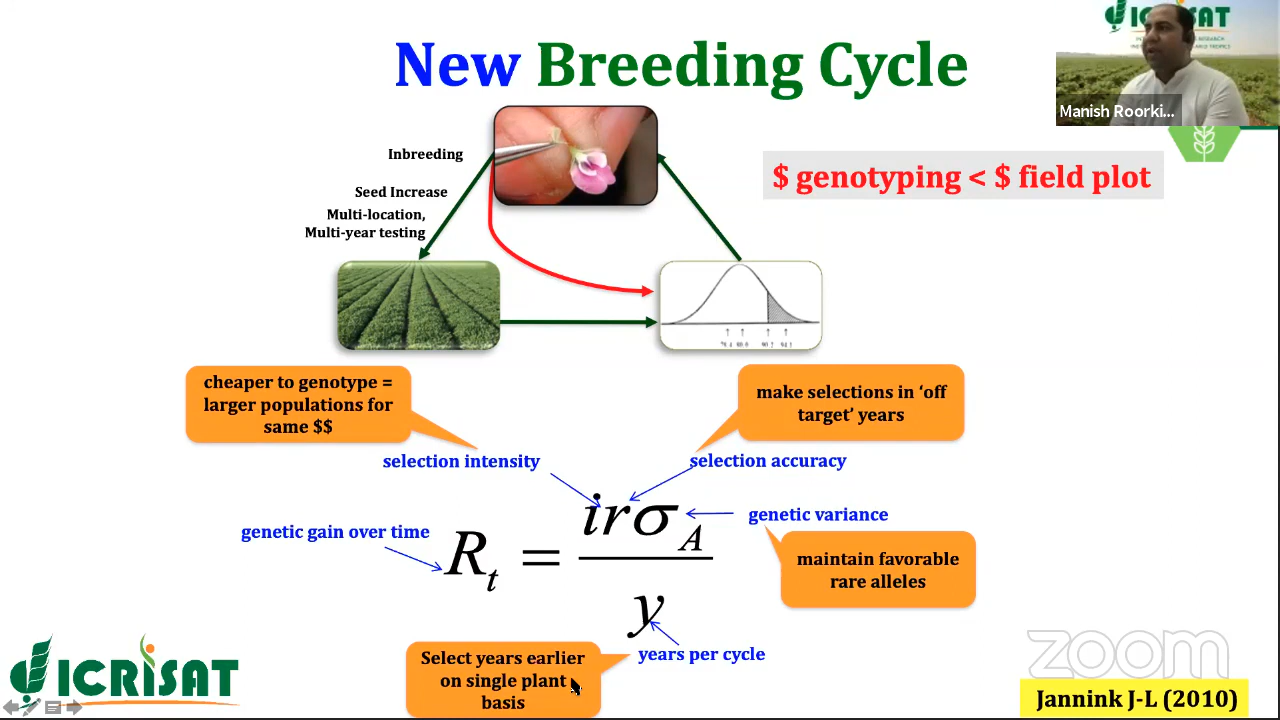 New Breeding Cycle
ICRISAT
Manish Roorki...
Inbreeding
Seed Increase
Multi-location,
Multi-year testing
$ genotyping < $ field plot
cheaper to genotype =
larger populations for
same $$
make selections in ‘off
target’ years
selection intensity
selection accuracy
genetic gain over time
genetic variance
R_t = irσ_A / y
maintain favorable
rare alleles
Select years earlier
on single plant
basis
years per cycle
ICRISAT
zoom
Jannink J-L (2010)